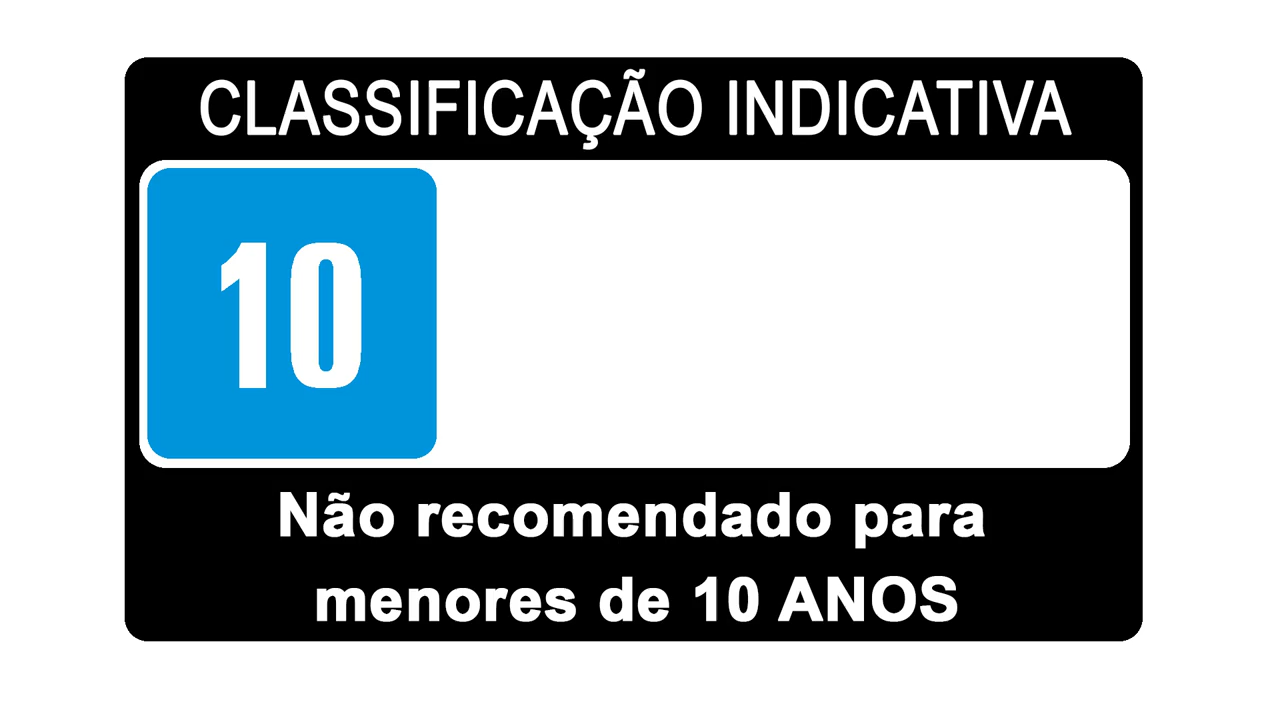 CLASSIFICAÇÃO INDICATIVA
10
Não recomendado para
menores de 10 ANOS